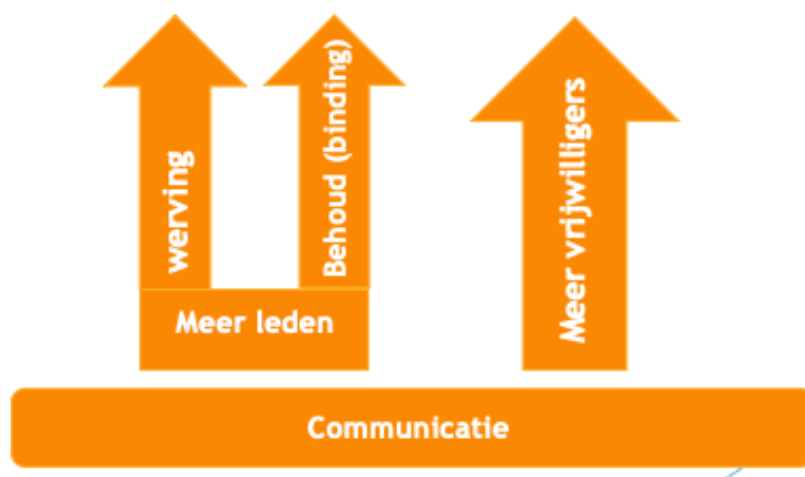 werving
Behoud (binding)
Meer vrijwilligers
Meer leden
Communicatie